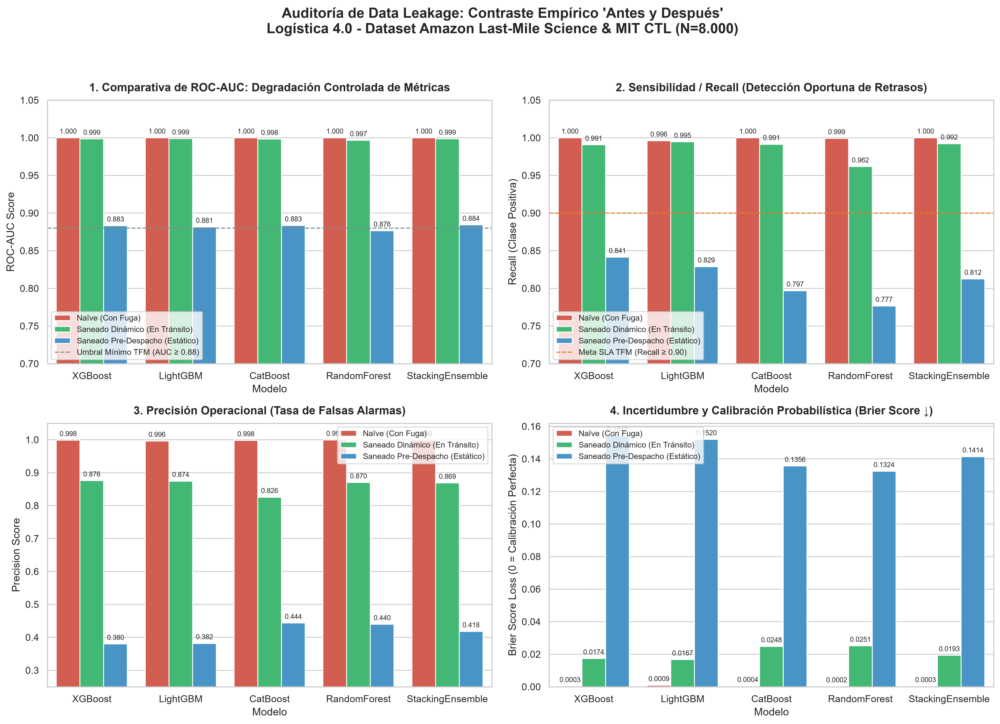 Auditoría de Data Leakage: Contraste Empírico 'Antes y Después'
Logística 4.0 - Dataset Amazon Last-Mile Science & MIT CTL (N=8.000)
1. Comparativa de ROC-AUC: Degradación Controlada de Métricas
ROC-AUC Score
1.05
1.00
0.95
0.90
0.85
0.80
0.75
0.70
1.000 0.999 0.883
1.000 0.999 0.881
1.000 0.998 0.883
1.000 0.997 0.876
1.000 0.999 0.884
Naïve (Con Fuga)
Saneado Dinámico (En Tránsito)
Saneado Pre-Despacho (Estático)
Umbral Mínimo TFM (AUC ≥ 0.88)
XGBoost LightGBM CatBoost RandomForest StackingEnsemble
Modelo
2. Sensibilidad / Recall (Detección Oportuna de Retrasos)
Recall (Clase Positiva)
1.05
1.00
0.95
0.90
0.85
0.80
0.75
0.70
1.000 0.991 0.841
0.996 0.995 0.829
1.000 0.991 0.797
0.999 0.962 0.777
1.000 0.992 0.812
Naïve (Con Fuga)
Saneado Dinámico (En Tránsito)
Saneado Pre-Despacho (Estático)
Meta SLA TFM (Recall ≥ 0.90)
XGBoost LightGBM CatBoost RandomForest StackingEnsemble
Modelo
3. Precisión Operacional (Tasa de Falsas Alarmas)
Precision Score
1.0
0.9
0.8
0.7
0.6
0.5
0.4
0.3
0.998 0.876 0.380
0.996 0.874 0.382
0.998 0.826 0.444
0.870 0.440
0.869 0.418
Naïve (Con Fuga)
Saneado Dinámico (En Tránsito)
Saneado Pre-Despacho (Estático)
XGBoost LightGBM CatBoost RandomForest StackingEnsemble
Modelo
4. Incertidumbre y Calibración Probabilística (Brier Score ↓)
Brier Score Loss (0 = Calibración Perfecta)
0.16
0.14
0.12
0.10
0.08
0.06
0.04
0.02
0.00
0.0003 0.0174 0.1542
0.0009 0.0167 0.1520
0.0004 0.0248 0.1356
0.0002 0.0251 0.1324
0.0003 0.0193 0.1414
Naïve (Con Fuga)
Saneado Dinámico (En Tránsito)
Saneado Pre-Despacho (Estático)
XGBoost LightGBM CatBoost RandomForest StackingEnsemble
Modelo